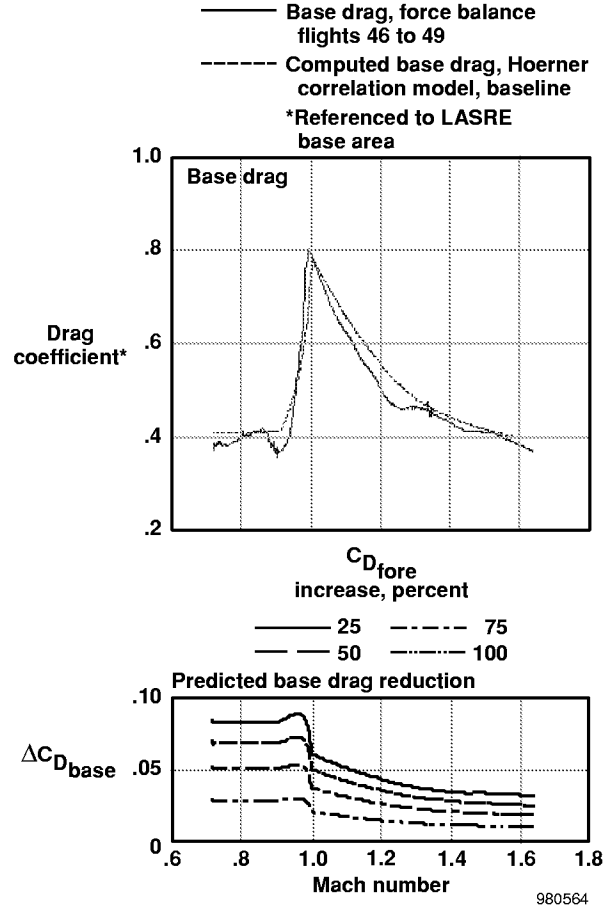 Base drag, force balance
flights 46 to 49
Computed base drag, Hoerner
correlation model, baseline
*Referenced to LASRE
base area
1.0
Base drag
.8
Drag
coefficient*
.6
.4
.2
CDfore
increase, percent
25
75
50
100
Predicted base drag reduction
.10
ΔCDbase
.05
0
.6
.8
1.0
1.2
1.4
1.6
1.8
Mach number
980564